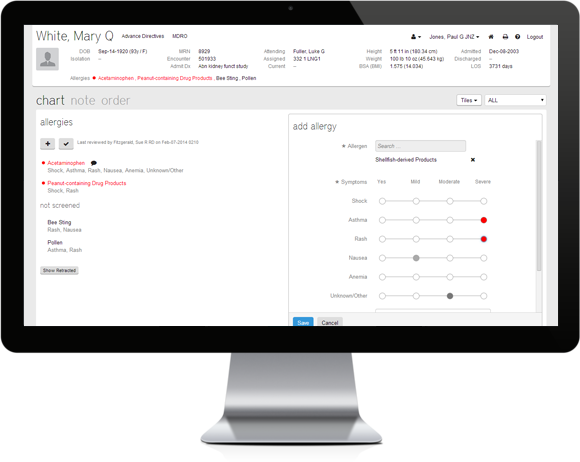 White, Mary Q Advance Directives MDRO Jones, Paul G JNZ Logout
DOB Sep-14-1920 (93y / F) MRN 8929 Attending Fuller, Luke G Height 5 ft 11 in (180.34 cm) Admitted Dec-08-2003
Isolation – Encounter 501933 Assigned 332 1 LNG1 Weight 100 lb 10 oz (45.643 kg) Discharged –
Admit Dx Abn kidney funct study Current – BSA (BMI) 1.575 (14.034) LOS 3731 days
Allergies Acetaminophen , Peanut-containing Drug Products , Bee Sting , Pollen
chart note order Tiles ALL
allergies
Last reviewed by Fitzgerald, Sue R RD on Feb-07-2014 0210
Acetaminophen
Shock, Asthma, Rash, Nausea, Anemia, Unknown/Other
Peanut-containing Drug Products
Shock, Rash
not screened
Bee Sting
Rash, Nausea
Pollen
Asthma, Rash
Show Retracted
add allergy
Allergen Search ...
Shellfish-derived Products
Symptoms Yes Mild Moderate Severe
Shock
Asthma
Rash
Nausea
Anemia
Unknown/Other
Save Cancel